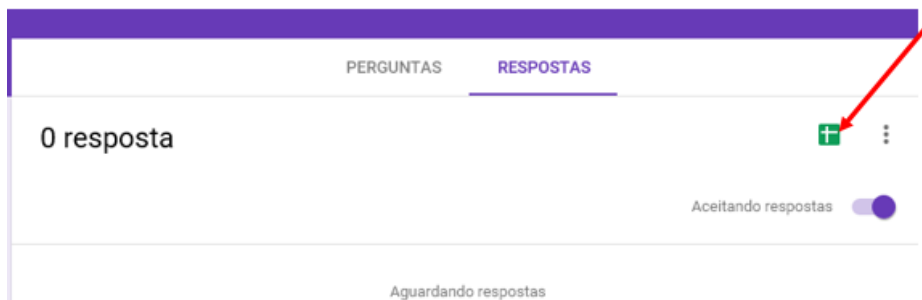 PERGUNTAS RESPOSTAS
0 resposta
Aceitando respostas
Aguardando respostas